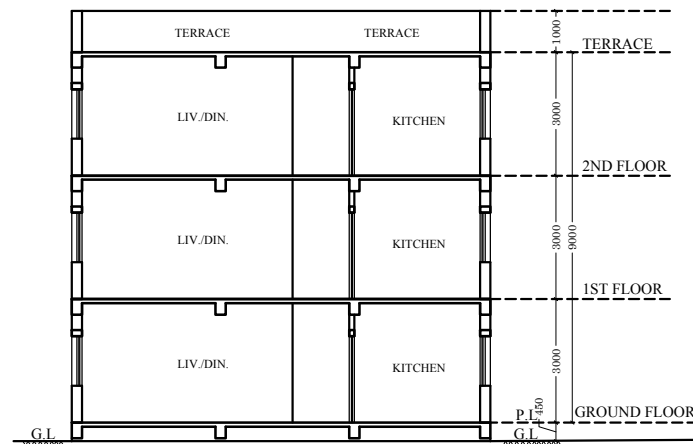 TERRACE TERRACE
1000
TERRACE
LIV./DIN. KITCHEN
3000
2ND FLOOR
LIV./DIN. KITCHEN
3000
9000
1ST FLOOR
LIV./DIN. KITCHEN
3000
P.L 450 GROUND FLOOR
G.L G.L